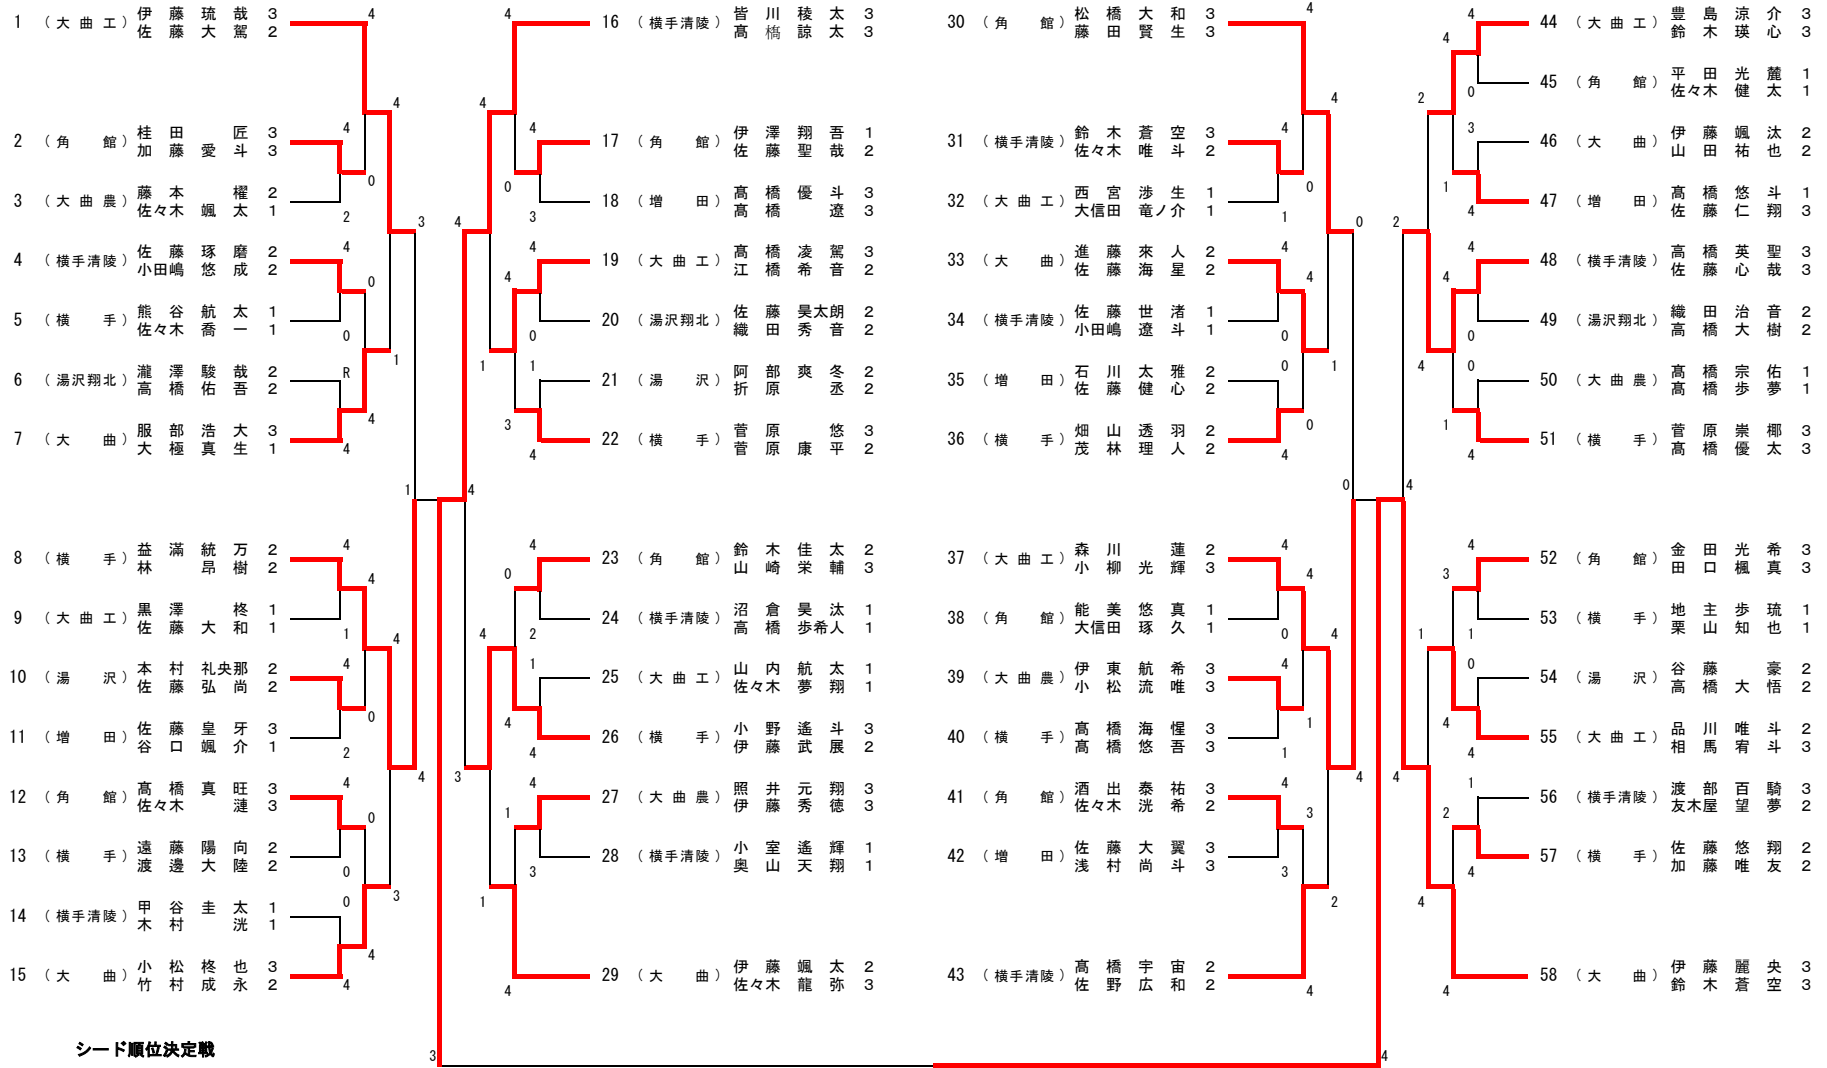 1 （大曲工） 伊藤琉哉 3
佐藤大駕 2
2 （角館） 桂田匠 3
加藤愛斗 3
3 （大曲農） 藤本櫂 2
佐々木颯太 1
4 （横手清陵） 佐藤琢磨 2
小田嶋悠成 2
5 （横手） 熊谷航太 1
佐々木喬一 1
6 （湯沢翔北） 瀧澤駿哉 2
高橋佑吾 2
7 （大曲） 服部浩大 3
大極真生 1
8 （横手） 益満統万 2
林昂樹 2
9 （大曲工） 黒澤柊 1
佐藤大和 1
10 （湯沢） 本村礼央那 2
佐藤弘尚 2
11 （増田） 佐藤皇牙 3
谷口颯介 1
12 （角館） 髙橋真旺 3
佐々木漣 3
13 （横手） 遠藤陽向 2
渡邊大陸 2
14 （横手清陵） 甲谷圭太 1
木村洸 1
15 （大曲） 小松柊也 3
竹村成永 2
16 （横手清陵） 皆川稜太 3
髙橋諒太 3
17 （角館） 伊澤翔吾 1
佐藤聖哉 2
18 （増田） 髙橋優斗 3
髙橋遼 3
19 （大曲工） 髙橋凌駕 3
江橋希音 2
20 （湯沢翔北） 佐藤昊太朗 2
織田秀音 2
21 （湯沢） 阿部爽冬 2
折原丞 2
22 （横手） 菅原悠 3
菅原康平 2
23 （角館） 鈴木佳太 2
山崎栄輔 3
24 （横手清陵） 沼倉昊汰 1
高橋歩希人 1
25 （大曲工） 山内航太 1
佐々木夢翔 1
26 （横手） 小野遙斗 3
伊藤武展 2
27 （大曲農） 照井元翔 3
伊藤秀徳 3
28 （横手清陵） 小室遙輝 1
奥山天翔 1
29 （大曲） 伊藤颯太 2
佐々木龍弥 3
30 （角館） 松橋大和 3
藤田賢生 3
31 （横手清陵） 鈴木蒼空 3
佐々木唯斗 2
32 （大曲工） 西宮渉生 1
大信田竜ノ介 1
33 （大曲） 進藤來人 2
佐藤海星 2
34 （横手清陵） 佐藤世渚 1
小田嶋遼斗 1
35 （増田） 石川太雅 2
佐藤健心 2
36 （横手） 畑山透羽 2
茂林理人 2
37 （大曲工） 森川蓮 2
小柳光輝 3
38 （角館） 能美悠真 1
大信田琢久 1
39 （大曲農） 伊東航希 3
小松流唯 3
40 （横手） 髙橋海惺 3
髙橋悠吾 3
41 （角館） 酒出泰祐 3
佐々木洸希 2
42 （増田） 佐藤大翼 3
浅村尚斗 3
43 （横手清陵） 髙橋宇宙 2
佐野広和 2
44 （大曲工） 豊島涼介 3
鈴木瑛心 3
45 （角館） 平田光麓 1
佐々木健太 1
46 （大曲） 伊藤颯汰 2
山田祐也 2
47 （増田） 髙橋悠斗 1
佐藤仁翔 3
48 （横手清陵） 高橋英聖 3
佐藤心哉 3
49 （湯沢翔北） 織田治音 2
高橋大樹 2
50 （大曲農） 髙橋宗佑 1
髙橋歩夢 1
51 （横手） 菅原崇椰 3
髙橋優太 3
52 （角館） 金田光希 3
田口楓真 3
53 （横手） 地主歩琉 1
栗山知也 1
54 （湯沢） 谷藤豪 2
高橋大悟 2
55 （大曲工） 品川唯斗 2
相馬宥斗 3
56 （横手清陵） 渡部百騎 3
友木屋望夢 2
57 （横手） 佐藤悠翔 2
加藤唯友 2
58 （大曲） 伊藤麗央 3
鈴木蒼空 3
シード順位決定戦
3 4